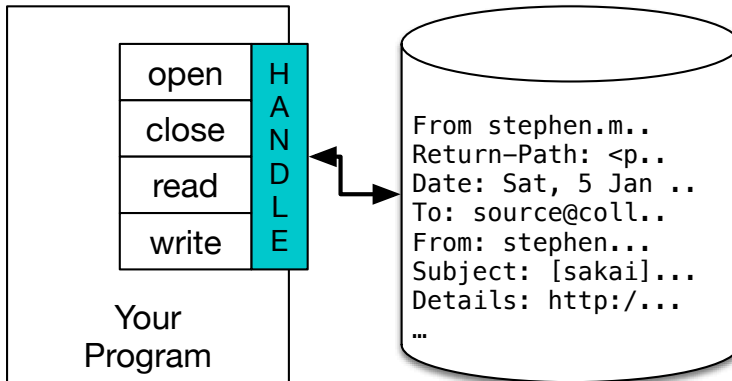 open
close
read
write
HANDLE
Your
Program
From stephen.m..
Return-Path: <p..
Date: Sat, 5 Jan ..
To: source@coll..
From: stephen...
Subject: [sakai]...
Details: http:/...
…